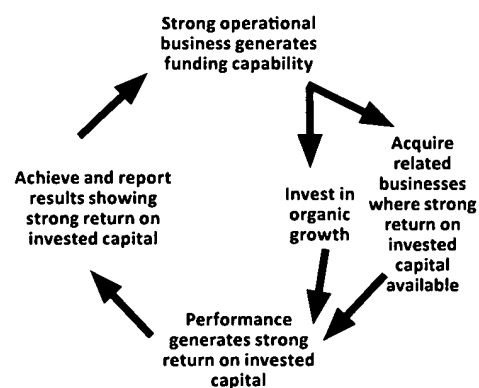 Strong operational
business generates
funding capability
Acquire
related
businesses
where strong
return on
invested
capital
available
Invest in
organic
growth
Performance
generates strong
return on invested
capital
Achieve and report
results showing
strong return on
invested capital